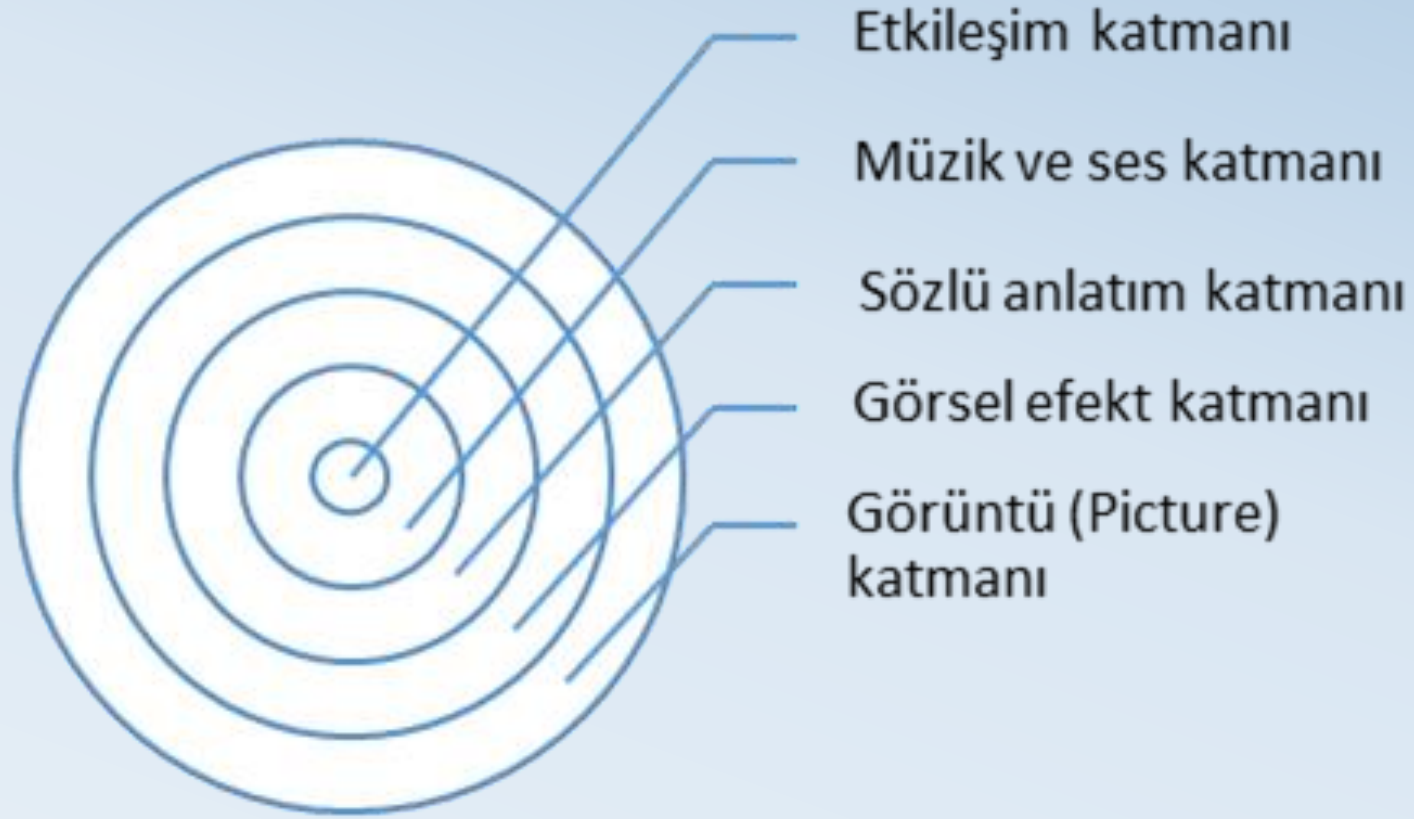 Etkileşim katmanı
Müzik ve ses katmanı
Sözlü anlatım katmanı
Görsel efekt katmanı
Görüntü (Picture)
katmanı